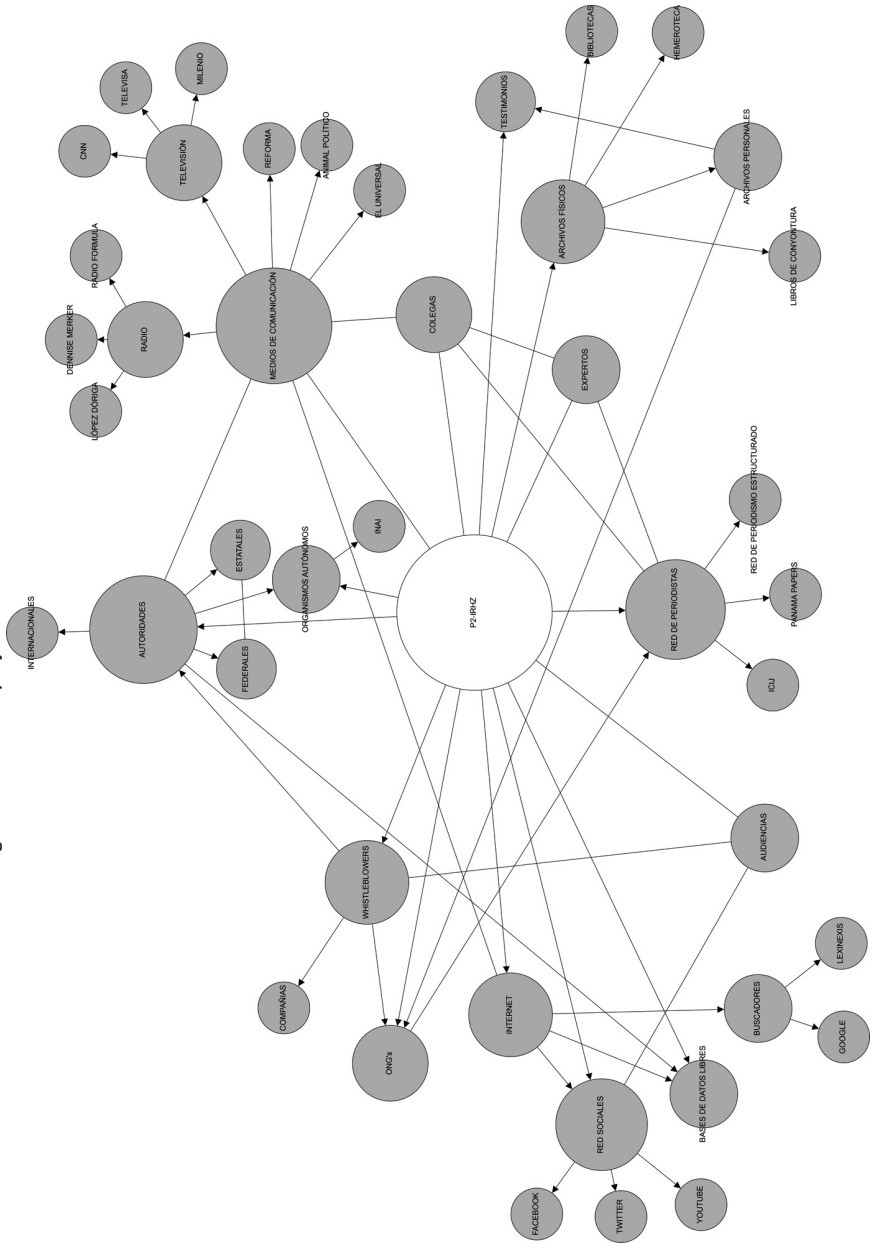 INTERNACIONALES
AUTORIDADES
ESTATALES
FEDERALES
ORGANISMOS AUTÓNOMOS
INAI
LÓPEZ DÓRIGA
DENNISE MERKER
RADIO FORMULA
RADIO
CNN
TELEVISA
MILENIO
TELEVISIÓN
MEDIOS DE COMUNICACIÓN
REFORMA
ANIMAL POLÍTICO
EL UNIVERSAL
COMPAÑIAS
WHISTLEBLOWERS
ONG's
INTERNET
P2-IRHZ
COLEGAS
EXPERTOS
TESTIMONIOS
ARCHIVOS FÍSICOS
BIBLIOTECAS
HEMEROTECA
ARCHIVOS PERSONALES
LIBROS DE CONYONTURA
FACEBOOK
TWITTER
YOUTUBE
RED SOCIALES
BASES DE DATOS LIBRES
BUSCADORES
GOOGLE
LEXINEXIS
AUDIENCIAS
RED DE PERIODISTAS
ICIJ
PANAMA PAPERS
RED DE PERIODISMO ESTRUCTURADO